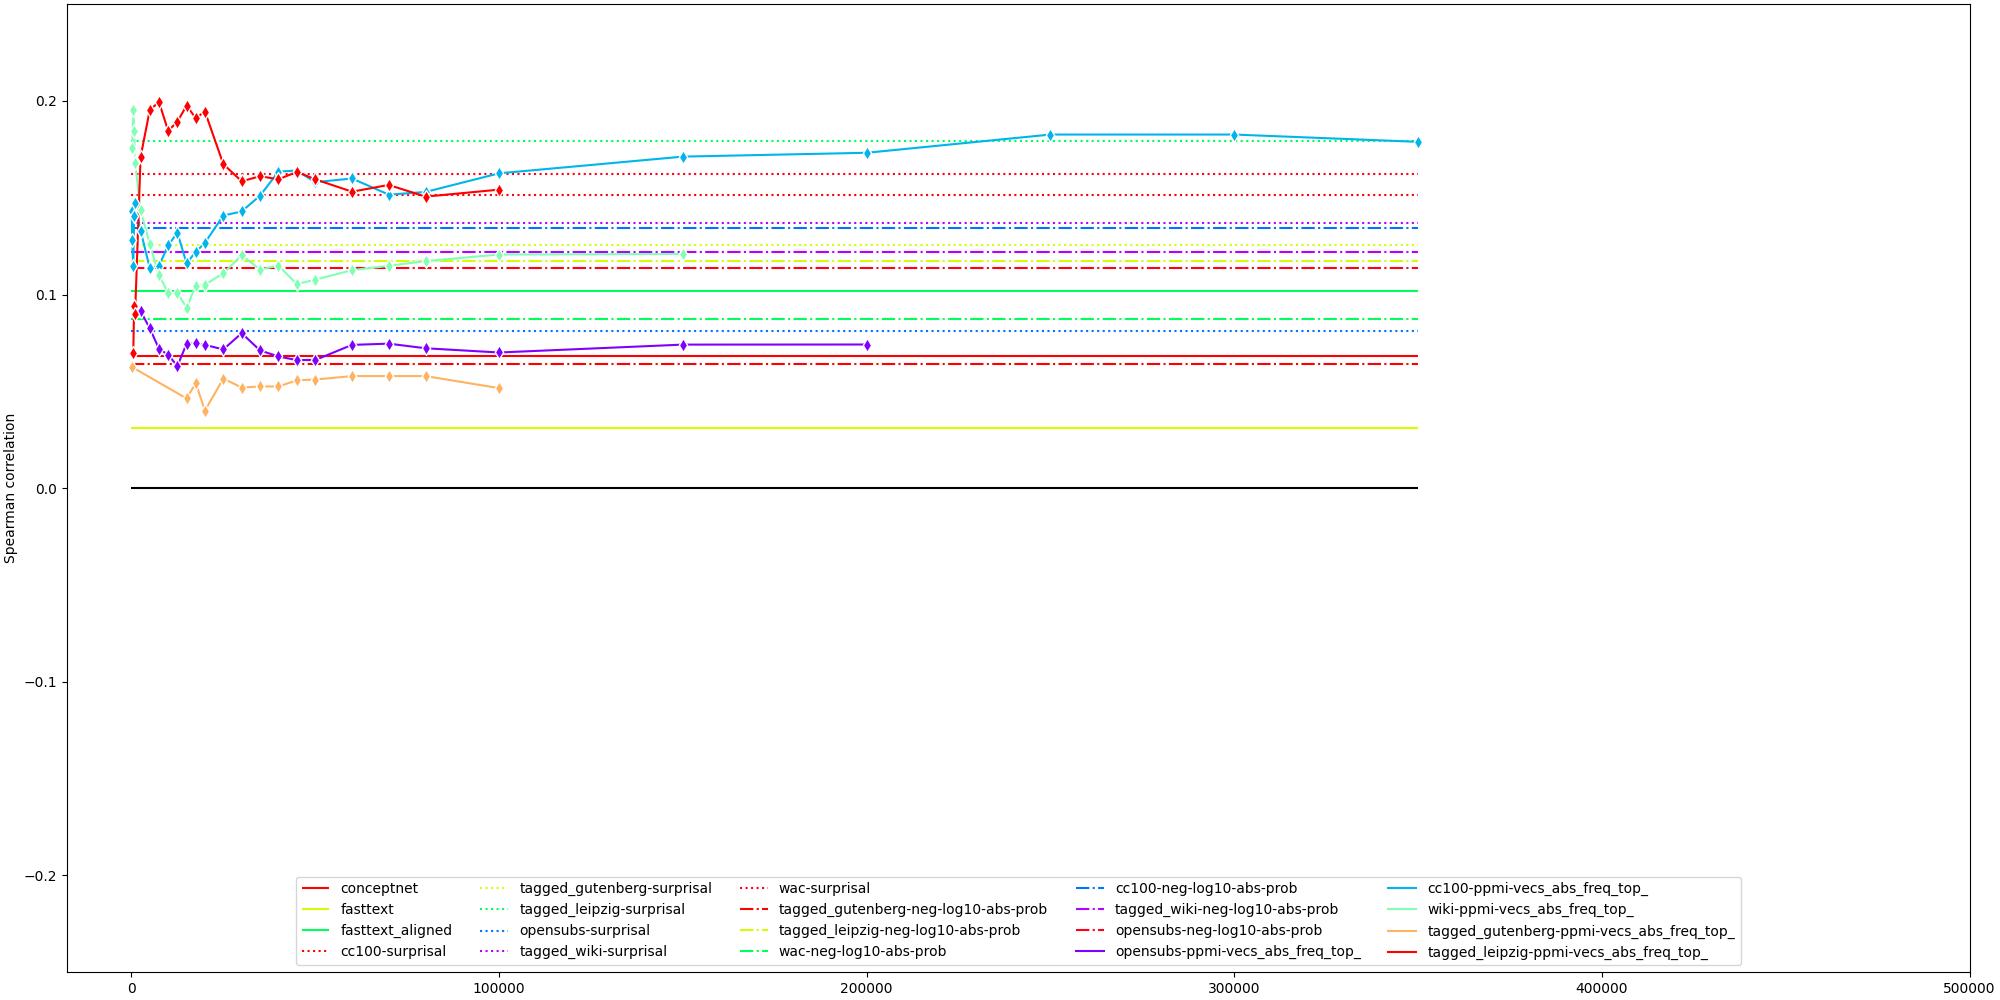 0.2
0.1
0.0
−0.1
−0.2
Spearman correlation
0
100000
200000
300000
400000
500000
conceptnet
fasttext
fasttext_aligned
cc100-surprisal
tagged_gutenberg-surprisal
tagged_leipzig-surprisal
opensubs-surprisal
tagged_wiki-surprisal
wac-surprisal
tagged_gutenberg-neg-log10-abs-prob
tagged_leipzig-neg-log10-abs-prob
wac-neg-log10-abs-prob
cc100-neg-log10-abs-prob
tagged_wiki-neg-log10-abs-prob
opensubs-neg-log10-abs-prob
opensubs-ppmi-vecs_abs_freq_top_
cc100-ppmi-vecs_abs_freq_top_
wiki-ppmi-vecs_abs_freq_top_
tagged_gutenberg-ppmi-vecs_abs_freq_top_
tagged_leipzig-ppmi-vecs_abs_freq_top_